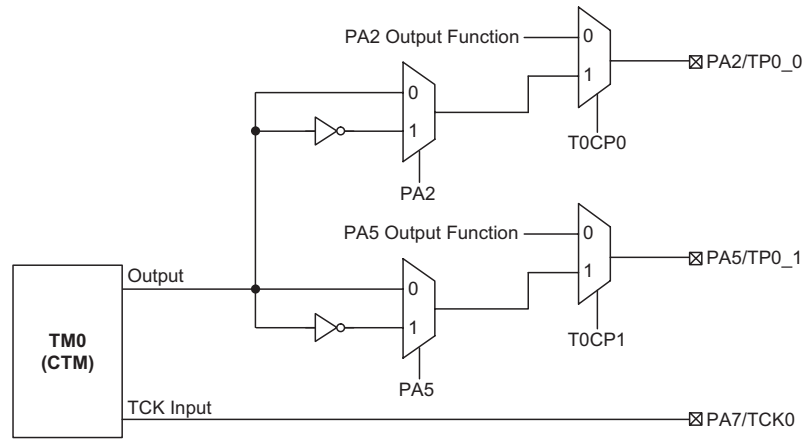 PA2 Output Function
0
1
PA2/TP0_0
T0CP0
0
1
PA2
PA5 Output Function
0
1
PA5/TP0_1
T0CP1
Output
0
1
PA5
TM0
(CTM)
TCK Input
PA7/TCK0